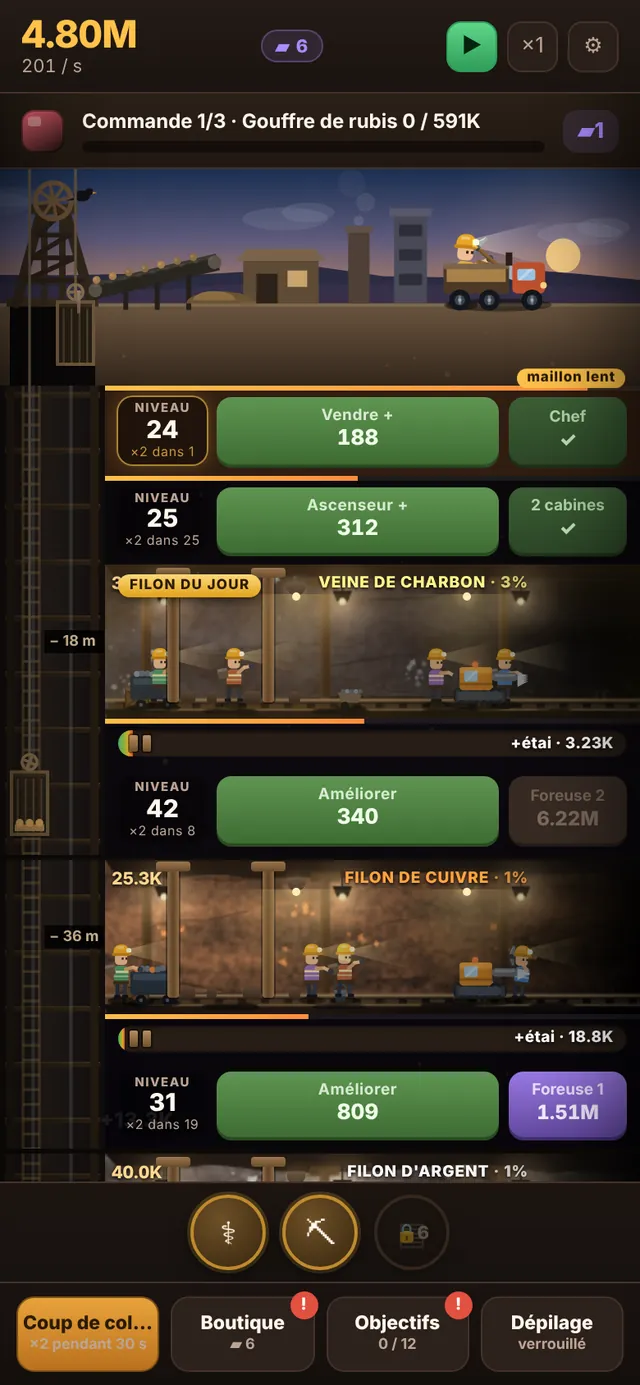 4.80M
201 / s
6
×1
Commande 1/3 · Gouffre de rubis 0 / 591K
1
maillon lent
NIVEAU
24
×2 dans 1
Vendre +
188
Chef
NIVEAU
25
×2 dans 25
Ascenseur +
312
2 cabines
FILON DU JOUR
VEINE DE CHARBON · 3%
– 18 m
+étai · 3.23K
NIVEAU
42
×2 dans 8
Améliorer
340
Foreuse 2
6.22M
25.3K
FILON DE CUIVRE · 1%
– 36 m
+étai · 18.8K
NIVEAU
31
×2 dans 19
Améliorer
809
Foreuse 1
1.51M
40.0K
FILON D'ARGENT · 1%
6
Coup de col…
×2 pendant 30 s
Boutique
6
!
Objectifs
0 / 12
!
Dépilage
verrouillé